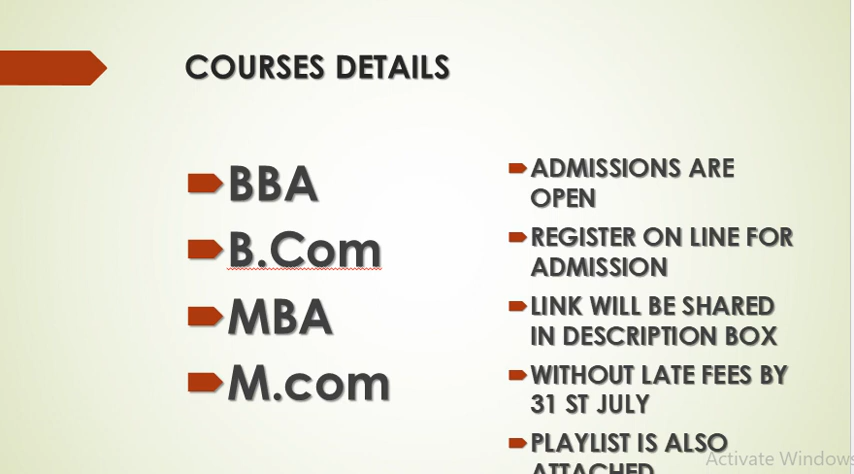 COURSES DETAILS
BBA
B.Com
MBA
M.com
ADMISSIONS ARE
OPEN
REGISTER ON LINE FOR
ADMISSION
LINK WILL BE SHARED
IN DESCRIPTION BOX
WITHOUT LATE FEES BY
31 ST JULY
PLAYLIST IS ALSO
ATTACHED
Activate Windows